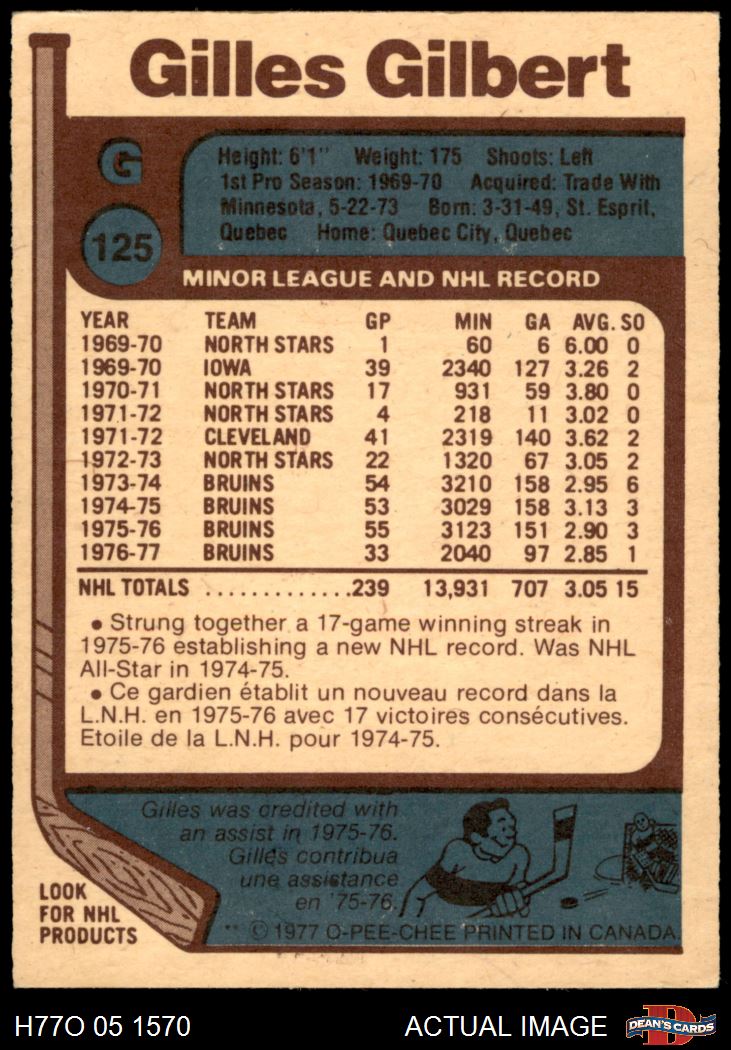 Gilles Gilbert
G
Height: 6'1" Weight: 175 Shoots: Left
1st Pro Season: 1969-70 Acquired: Trade With
Minnesota, 5-22-73 Born: 3-31-49, St. Esprit,
Quebec Home: Quebec City, Quebec
125
MINOR LEAGUE AND NHL RECORD
YEAR TEAM GP MIN GA AVG. SO
1969-70 NORTH STARS 1 60 6 6.00 0
1969-70 IOWA 39 2340 127 3.26 2
1970-71 NORTH STARS 17 931 59 3.80 0
1971-72 NORTH STARS 4 218 11 3.02 0
1971-72 CLEVELAND 41 2319 140 3.62 2
1972-73 NORTH STARS 22 1320 67 3.05 2
1973-74 BRUINS 54 3210 158 2.95 6
1974-75 BRUINS 53 3029 158 3.13 3
1975-76 BRUINS 55 3123 151 2.90 3
1976-77 BRUINS 33 2040 97 2.85 1
NHL TOTALS .............239 13,931 707 3.05 15
• Strung together a 17-game winning streak in
1975-76 establishing a new NHL record. Was NHL
All-Star in 1974-75.
• Ce gardien établit un nouveau record dans la
L.N.H. en 1975-76 avec 17 victoires consécutives.
Etoile de la L.N.H. pour 1974-75.
Gilles was credited with
an assist in 1975-76.
Gilles contribua
une assistance
en '75-76.
LOOK
FOR NHL
PRODUCTS
** © 1977 O-PEE-CHEE PRINTED IN CANADA
H77O 05 1570 ACTUAL IMAGE
D
DEAN'S CARDS